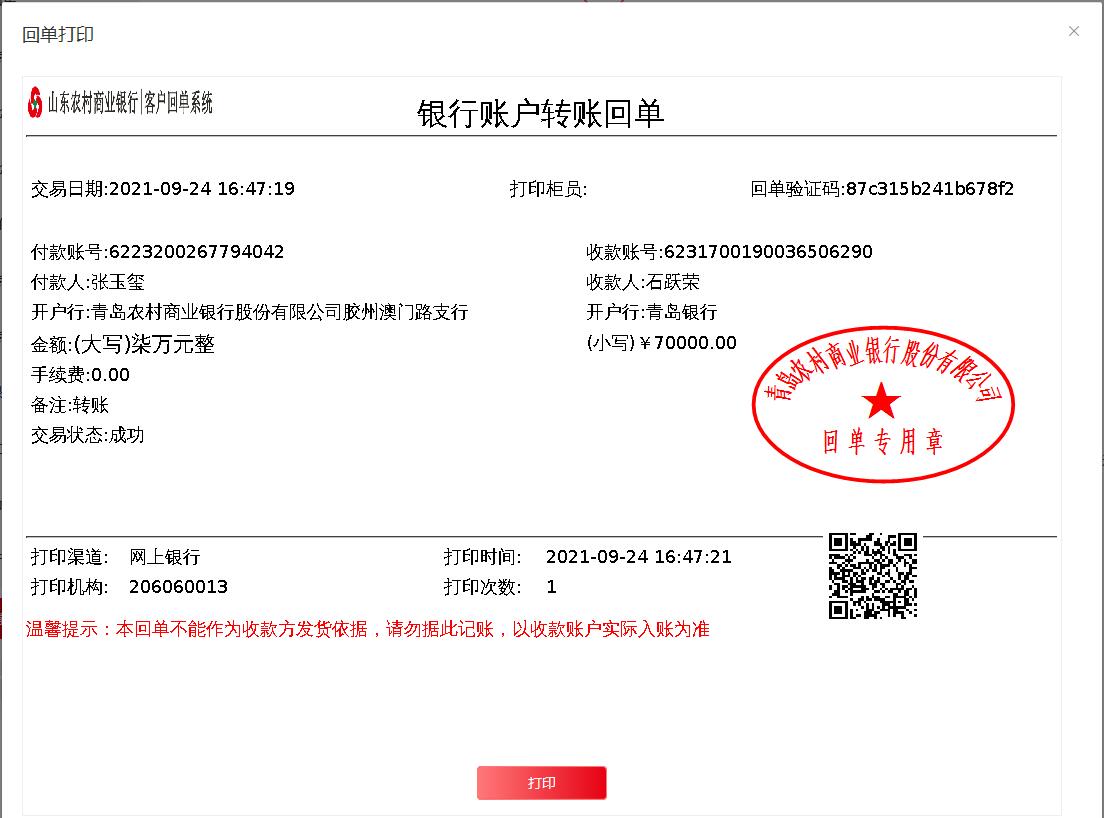 回单打印
山东农村商业银行|客户回单系统
银行账户转账回单
交易日期:2021-09-24 16:47:19 打印柜员: 回单验证码:87c315b241b678f2
付款账号:6223200267794042 收款账号:6231700190036506290
付款人:张玉玺 收款人:石跃荣
开户行:青岛农村商业银行股份有限公司胶州澳门路支行 开户行:青岛银行
金额:(大写)柒万元整 (小写)￥70000.00
手续费:0.00
备注:转账
交易状态:成功
青岛农村商业银行股份有限公司
回单专用章
打印渠道: 网上银行 打印时间: 2021-09-24 16:47:21
打印机构: 206060013 打印次数: 1
温馨提示：本回单不能作为收款方发货依据，请勿据此记账，以收款账户实际入账为准
打印